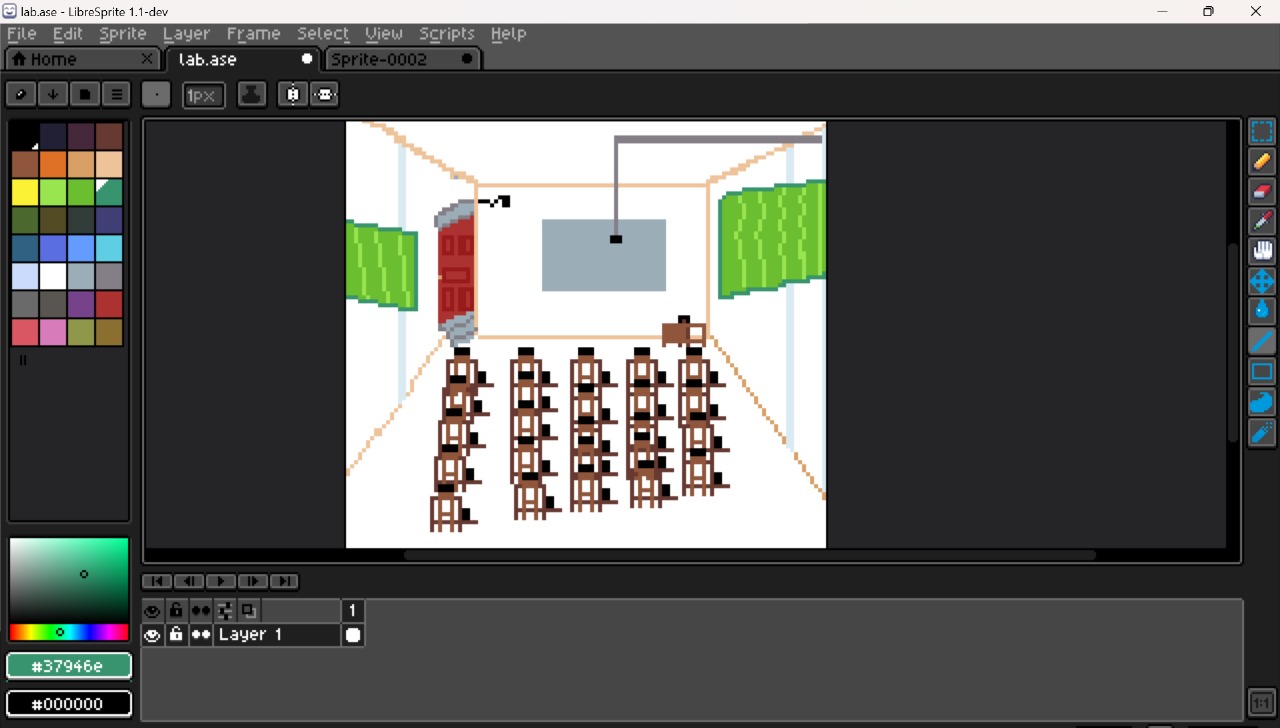 lab.ase - LibreSprite 1.1-dev
File Edit Sprite Layer Frame Select View Scripts Help
Home lab.ase Sprite-0002
1px
1
Layer 1
#37946e
#000000
1:1